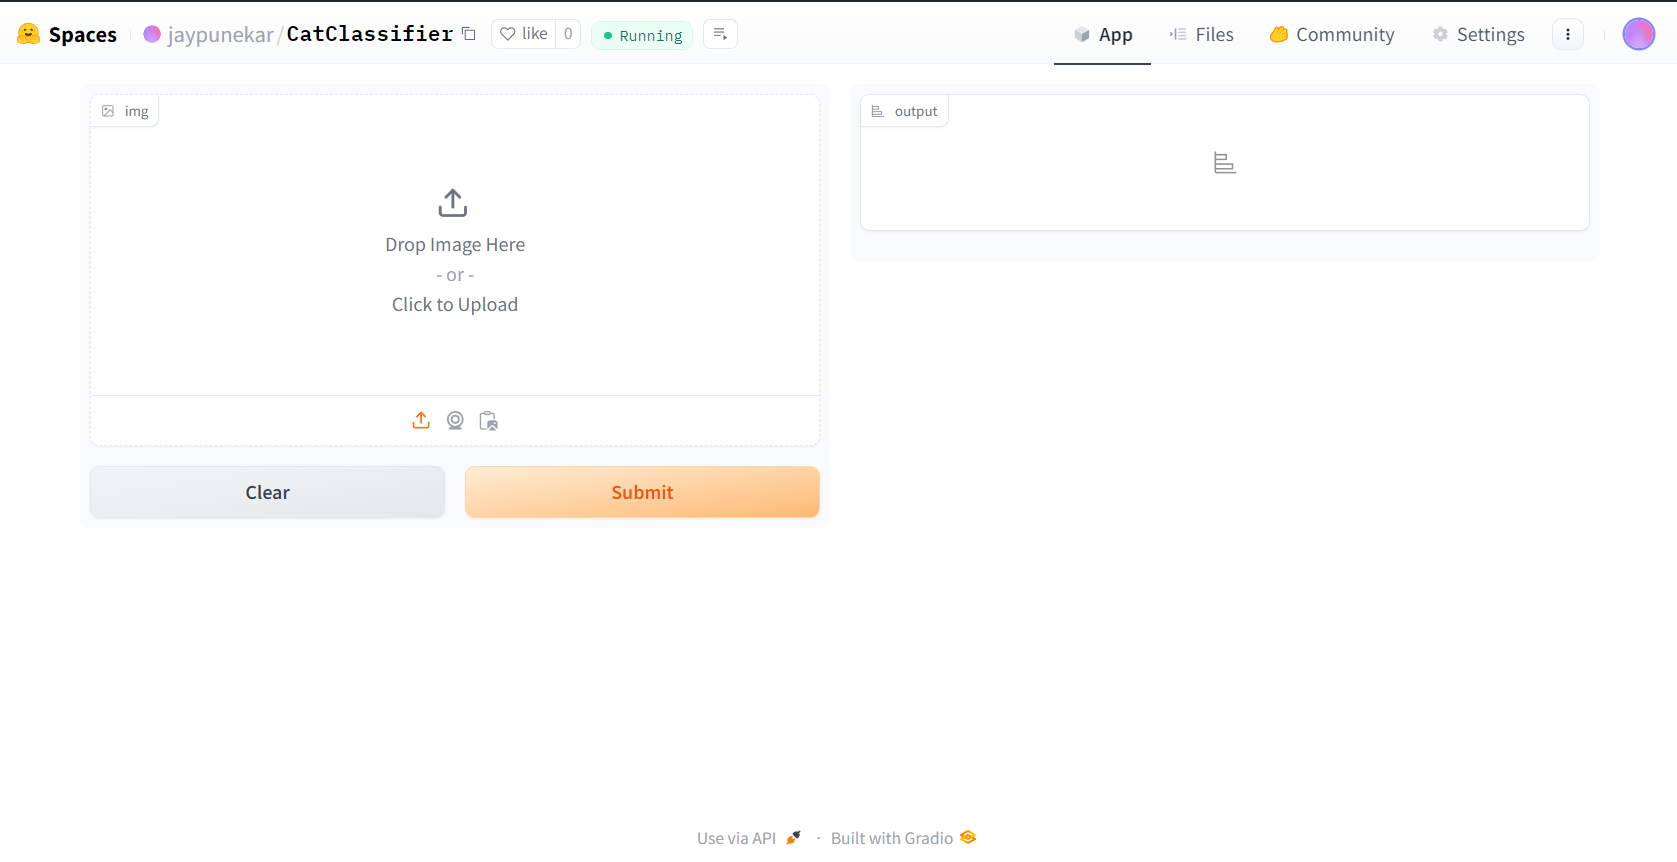 Spaces jaypunekar/CatClassifier like 0 Running App Files Community Settings
img
Drop Image Here
- or -
Click to Upload
Clear Submit
output
Use via API · Built with Gradio